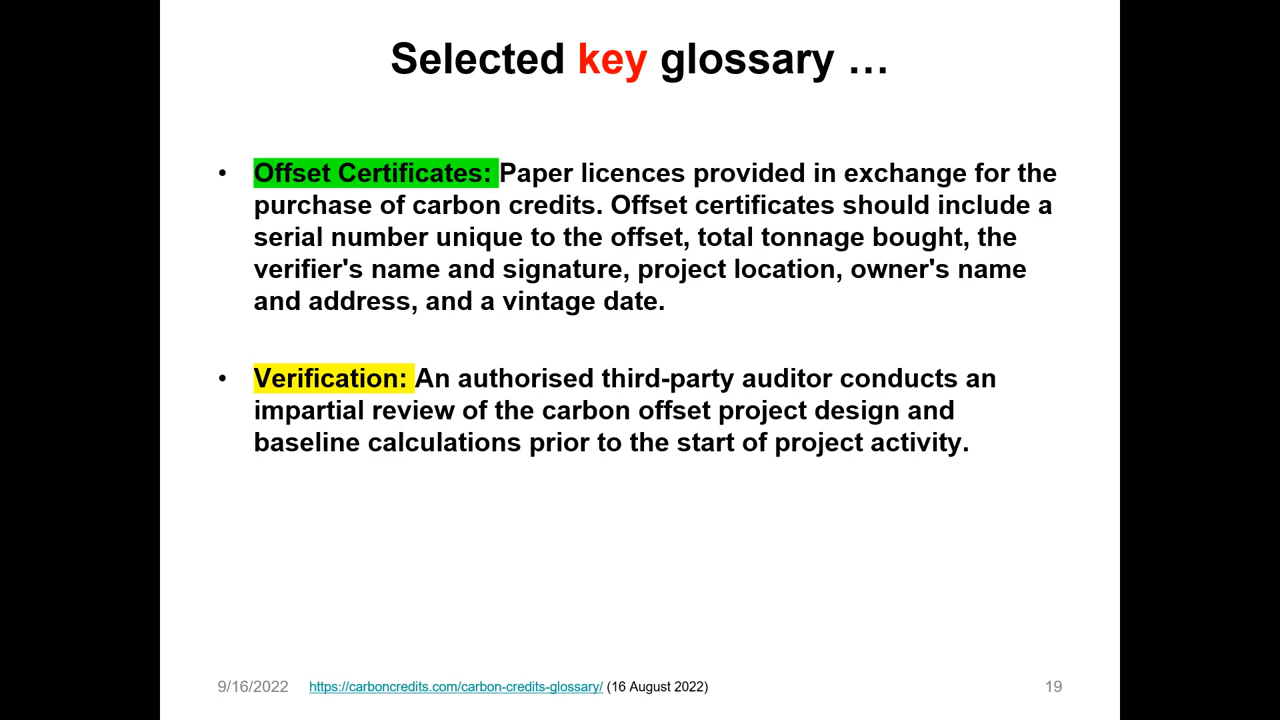 Selected key glossary …
• Offset Certificates: Paper licences provided in exchange for the
purchase of carbon credits. Offset certificates should include a
serial number unique to the offset, total tonnage bought, the
verifier's name and signature, project location, owner's name
and address, and a vintage date.
• Verification: An authorised third-party auditor conducts an
impartial review of the carbon offset project design and
baseline calculations prior to the start of project activity.
9/16/2022 https://carboncredits.com/carbon-credits-glossary/ (16 August 2022) 19